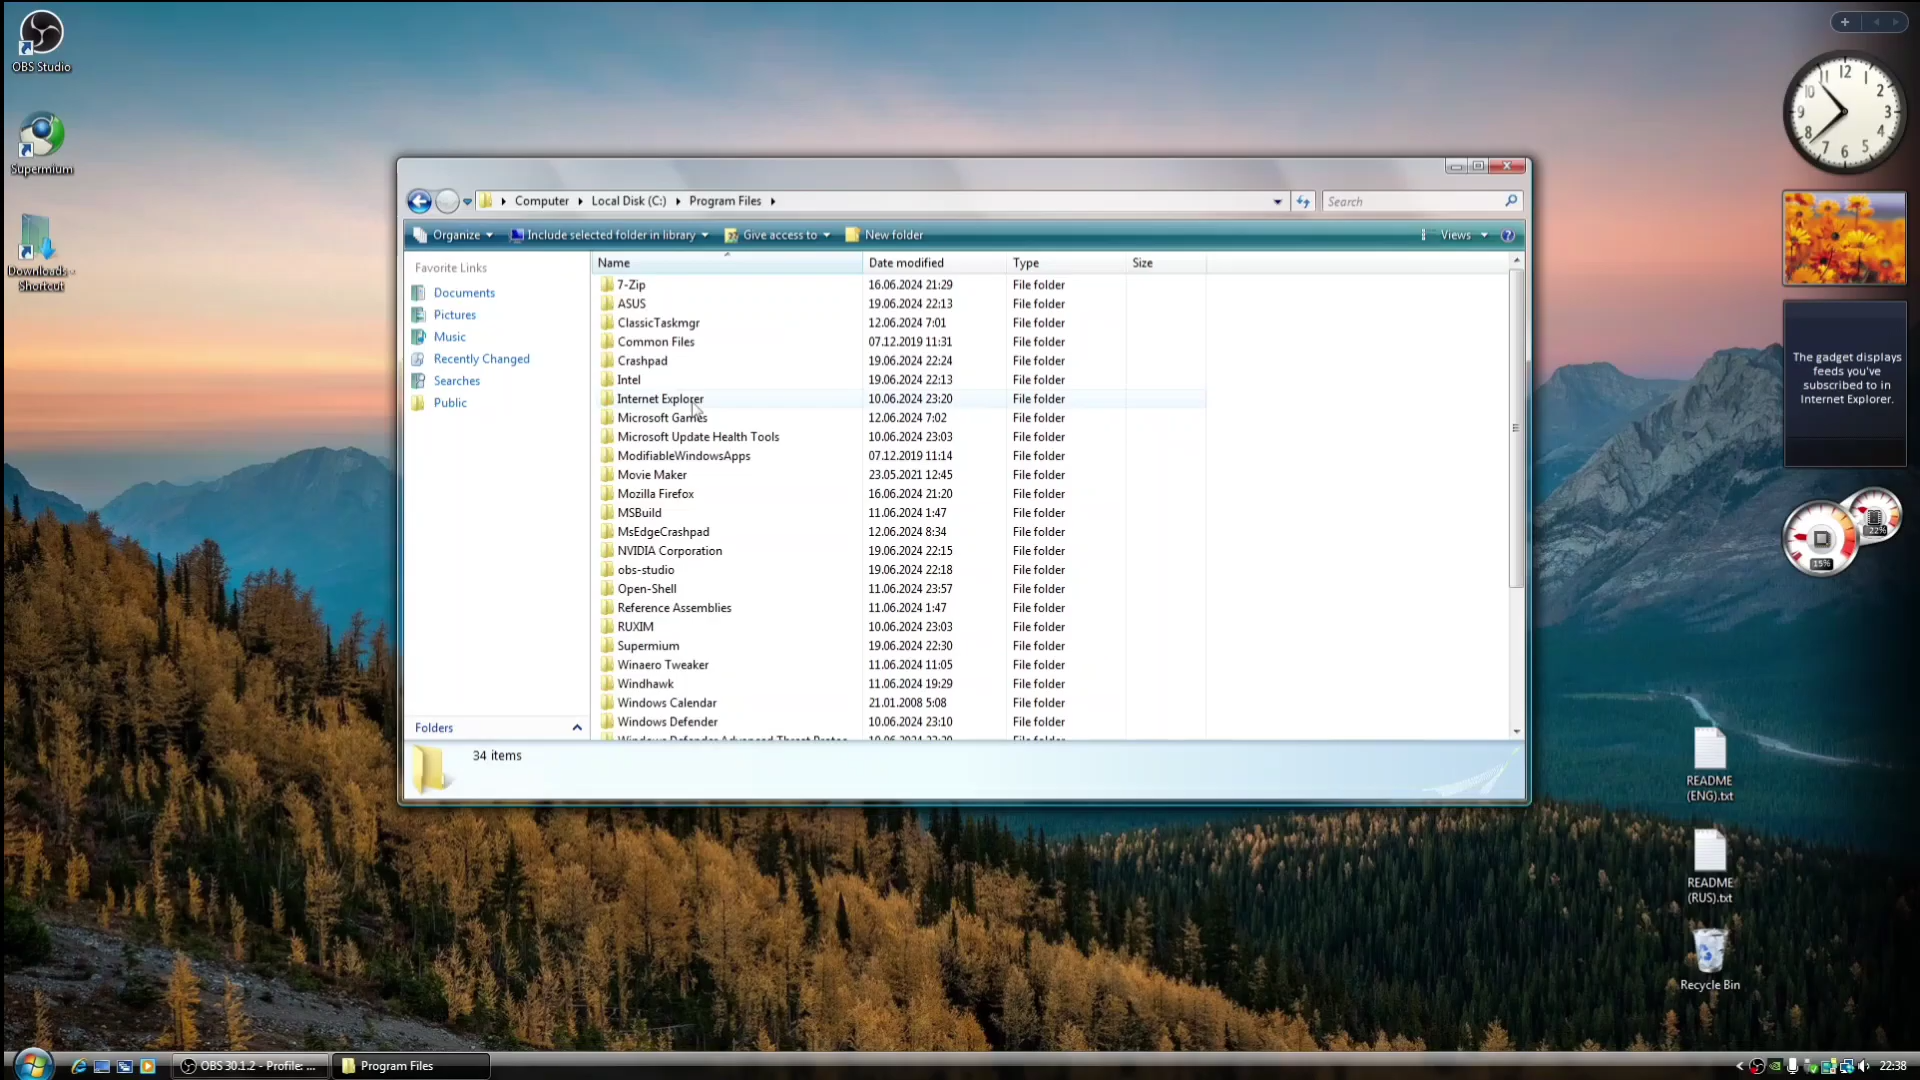 OBS Studio
Supermium
Downloads -
Shortcut
Computer
Local Disk (C:)
Program Files
Search
Organize
Include selected folder in library
Give access to
New folder
Views
Favorite Links
Documents
Pictures
Music
Recently Changed
Searches
Public
Folders
Name Date modified Type Size
7-Zip 16.06.2024 21:29 File folder
ASUS 19.06.2024 22:13 File folder
ClassicTaskmgr 12.06.2024 7:01 File folder
Common Files 07.12.2019 11:31 File folder
Crashpad 19.06.2024 22:24 File folder
Intel 19.06.2024 22:13 File folder
Internet Explorer 10.06.2024 23:20 File folder
Microsoft Games 12.06.2024 7:02 File folder
Microsoft Update Health Tools 10.06.2024 23:03 File folder
ModifiableWindowsApps 07.12.2019 11:14 File folder
Movie Maker 23.05.2021 12:45 File folder
Mozilla Firefox 16.06.2024 21:20 File folder
MSBuild 11.06.2024 1:47 File folder
MsEdgeCrashpad 12.06.2024 8:34 File folder
NVIDIA Corporation 19.06.2024 22:15 File folder
obs-studio 19.06.2024 22:18 File folder
Open-Shell 11.06.2024 23:57 File folder
Reference Assemblies 11.06.2024 1:47 File folder
RUXIM 10.06.2024 23:03 File folder
Supermium 19.06.2024 22:30 File folder
Winaero Tweaker 11.06.2024 11:05 File folder
Windhawk 11.06.2024 19:29 File folder
Windows Calendar 21.01.2008 5:08 File folder
Windows Defender 10.06.2024 23:10 File folder
34 items
12
1
2
3
4
5
6
7
8
9
10
11
The gadget displays
feeds you've
subscribed to in
Internet Explorer.
22%
15%
README
(ENG).txt
README
(RUS).txt
Recycle Bin
OBS 30.1.2 - Profile: ...
Program Files
22:38